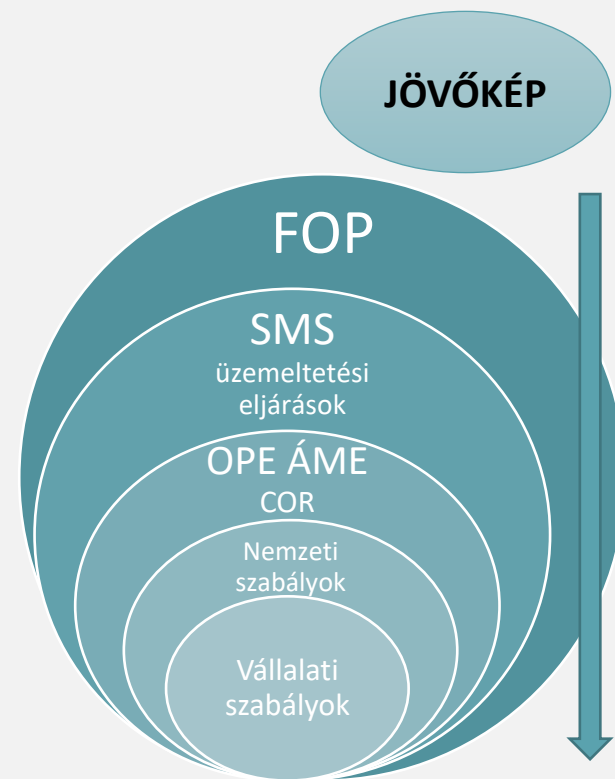 JÖVŐKÉP
FOP
SMS
üzemeltetési
eljárások
OPE ÁME
COR
Nemzeti
szabályok
Vállalati
szabályok